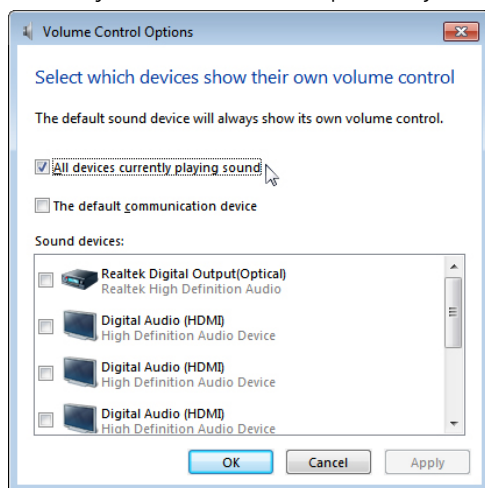 Volume Control Options
Select which devices show their own volume control
The default sound device will always show its own volume control.
All devices currently playing sound
The default communication device
Sound devices:
Realtek Digital Output(Optical)
Realtek High Definition Audio
Digital Audio (HDMI)
High Definition Audio Device
Digital Audio (HDMI)
High Definition Audio Device
Digital Audio (HDMI)
High Definition Audio Device
OK Cancel Apply